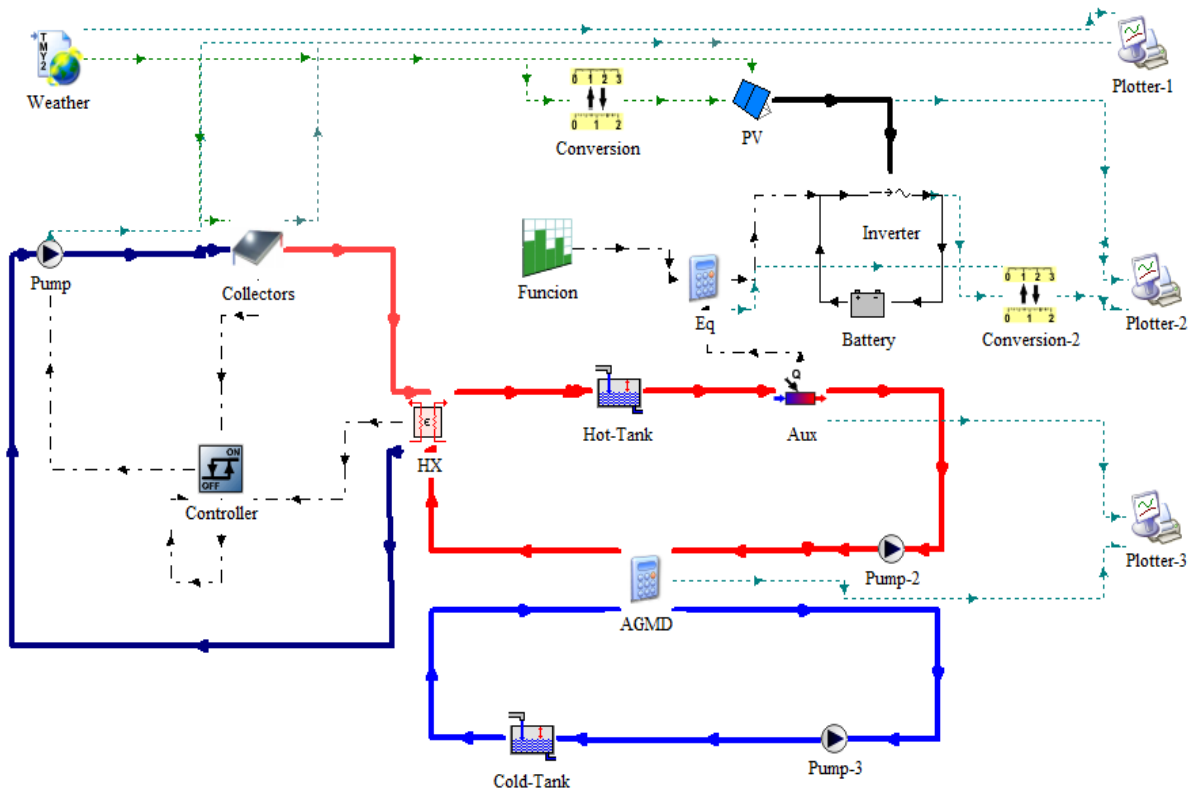 TMY2
Weather
Plotter-1
0 1 2 3
0 1 2
Conversion
PV
Pump
Collectors
Funcion
Eq
Inverter
Battery
0 1 2 3
0 1 2
Conversion-2
Plotter-2
Q
Hot-Tank
Aux
ε
HX
ON
OFF
Controller
Pump-2
Plotter-3
AGMD
Cold-Tank
Pump-3